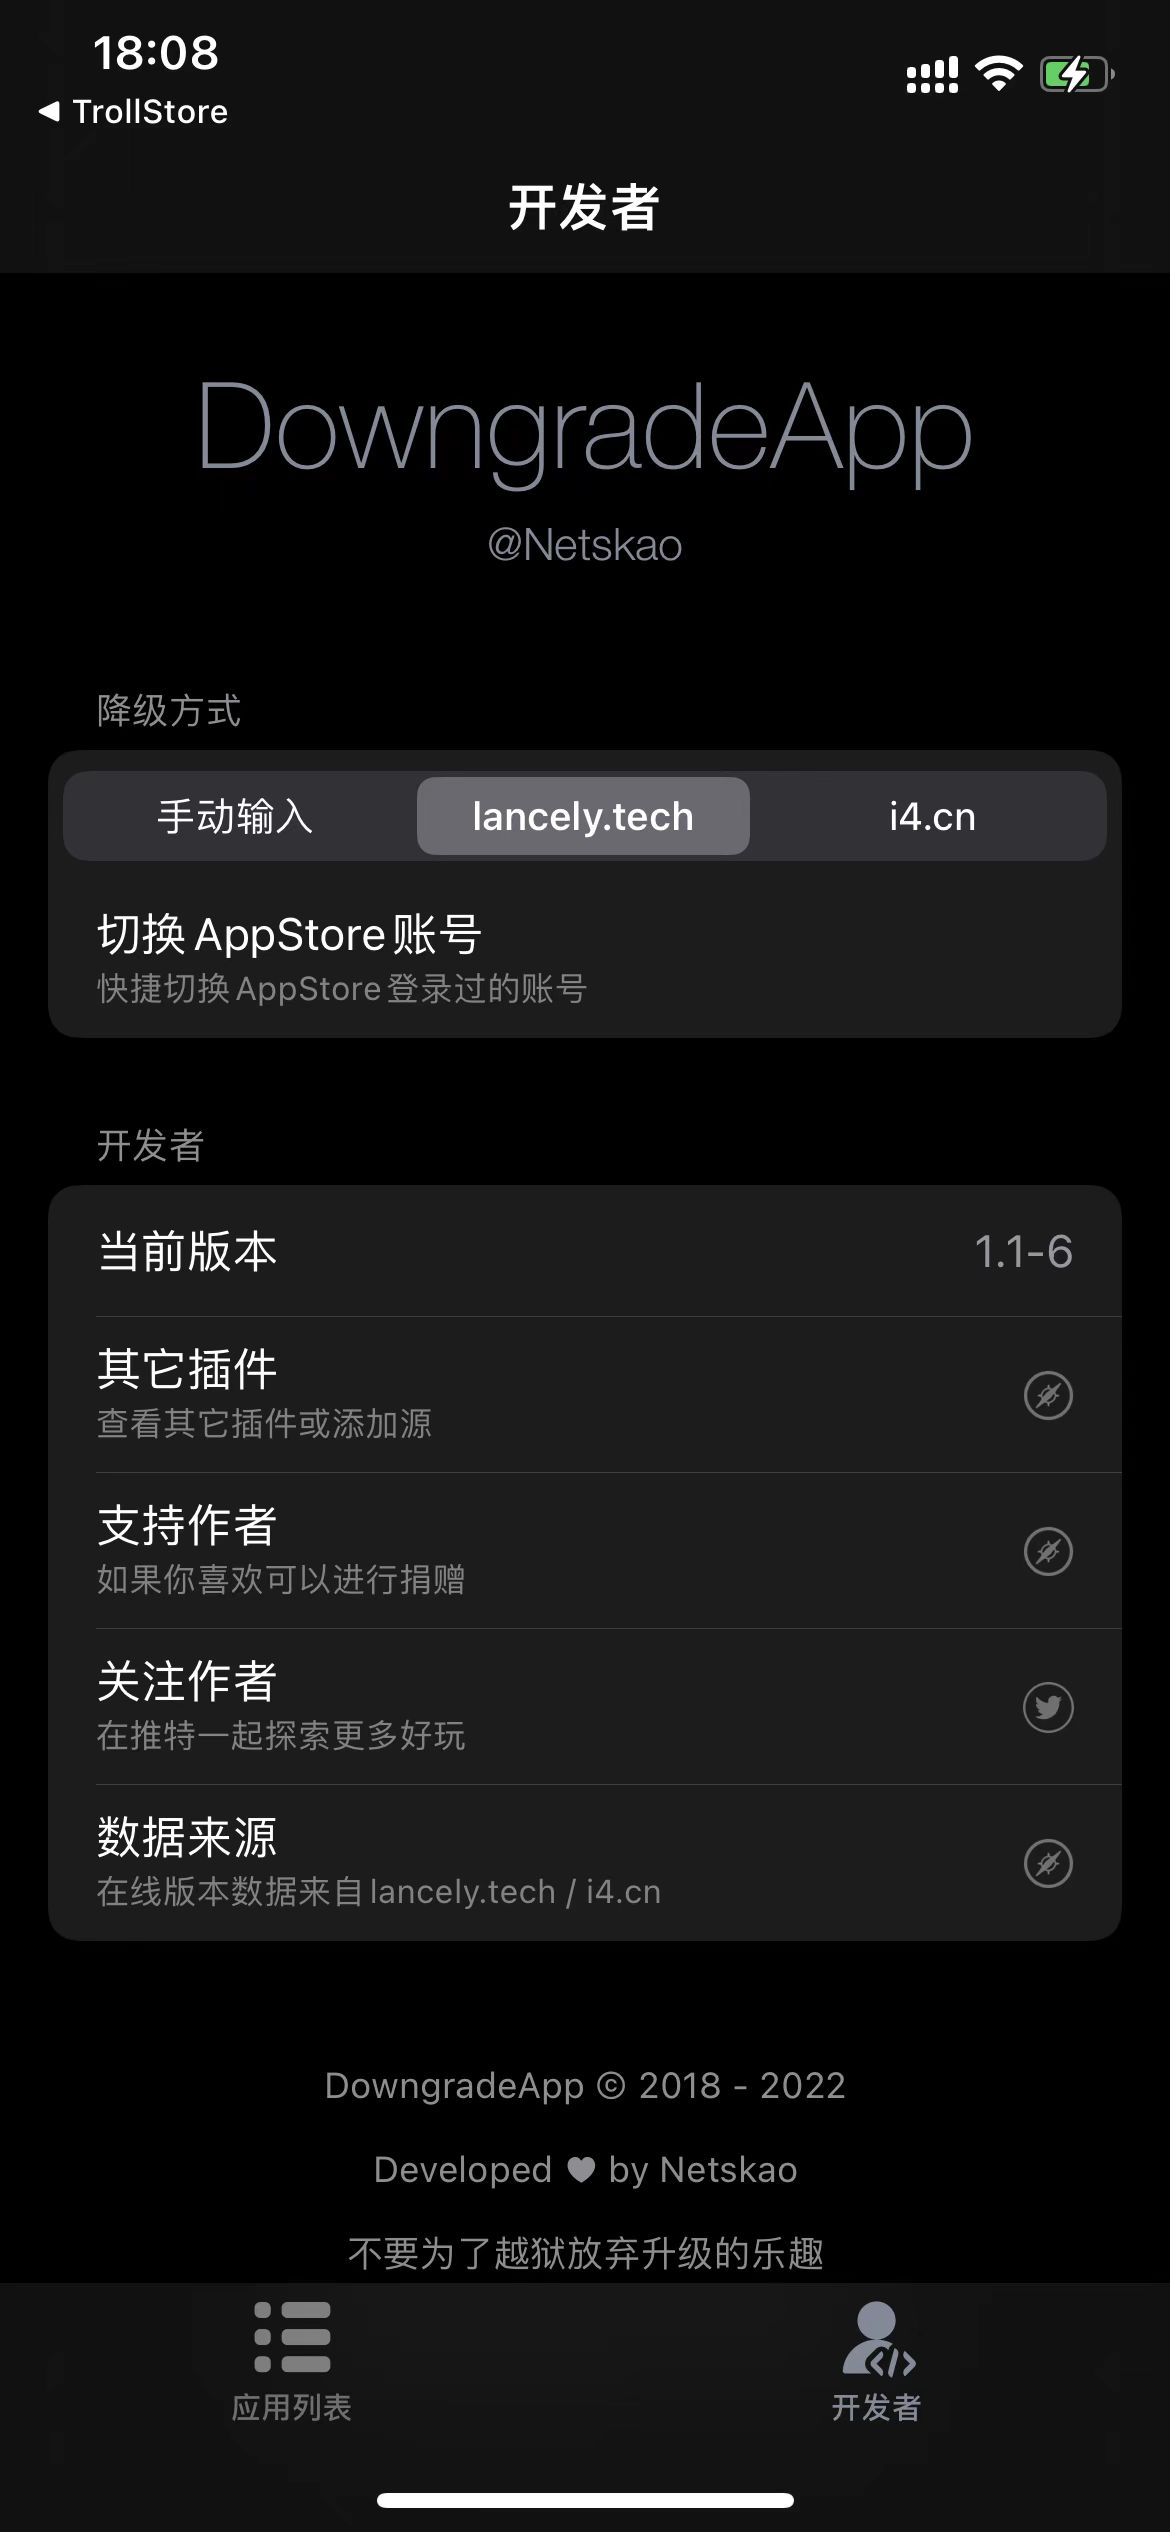 18:08
◀ TrollStore
开发者
DowngradeApp
@Netskao
降级方式
手动输入 lancely.tech i4.cn
切换 AppStore 账号
快捷切换 AppStore 登录过的账号
开发者
当前版本 1.1-6
其它插件
查看其它插件或添加源
支持作者
如果你喜欢可以进行捐赠
关注作者
在推特一起探索更多好玩
数据来源
在线版本数据来自 lancely.tech / i4.cn
DowngradeApp © 2018 - 2022
Developed ♥ by Netskao
不要为了越狱放弃升级的乐趣
应用列表 开发者